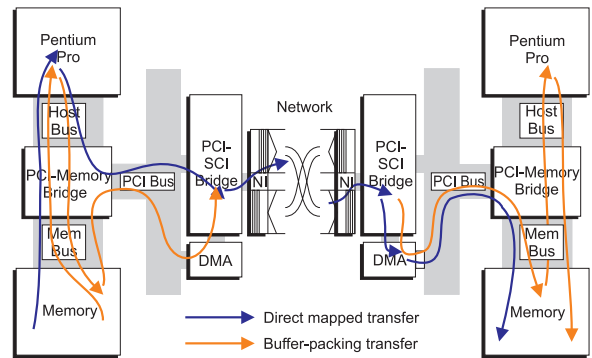 Pentium
Pro
Host
Bus
PCI-Memory
Bridge
Mem
Bus
Memory
PCI Bus
PCI-
SCI
Bridge
DMA
NI
Network
NI
PCI-
SCI
Bridge
DMA
PCI Bus
Pentium
Pro
Host
Bus
PCI-Memory
Bridge
Mem
Bus
Memory
Direct mapped transfer
Buffer-packing transfer